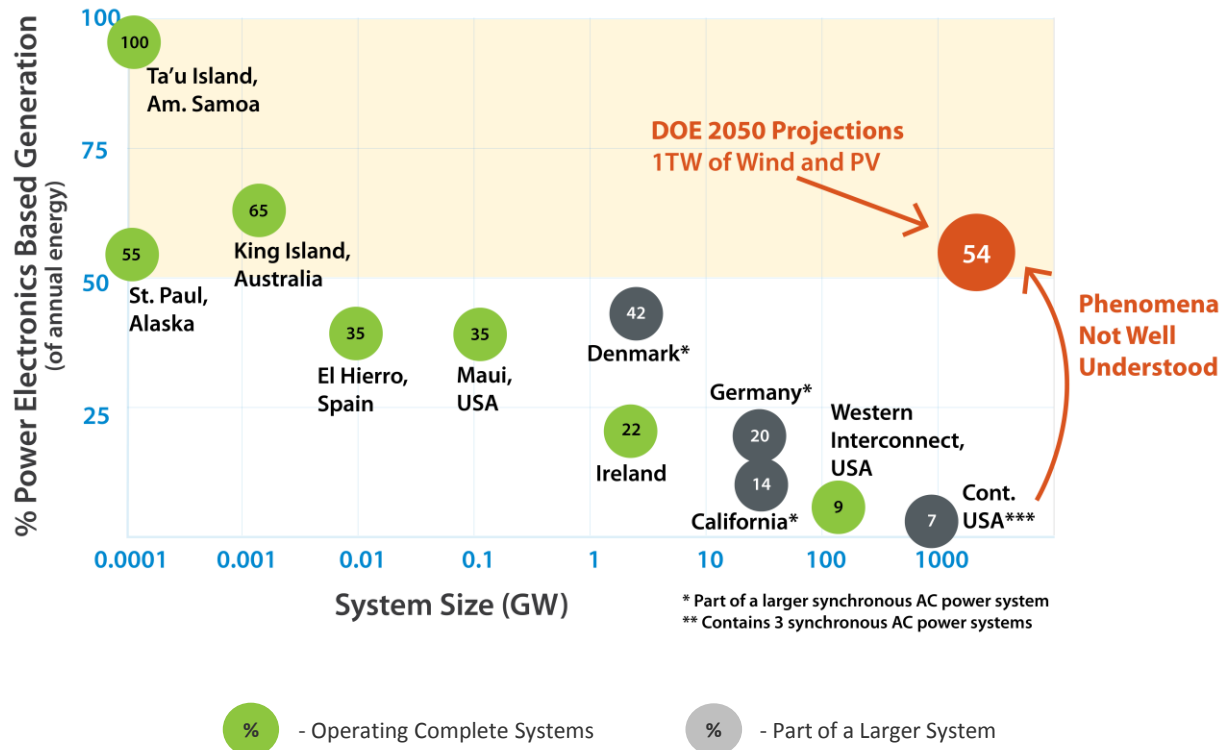 % Power Electronics Based Generation
(of annual energy)
100
75
50
25
100
Ta'u Island,
Am. Samoa
55
St. Paul,
Alaska
65
King Island,
Australia
35
El Hierro,
Spain
35
Maui,
USA
42
Denmark*
22
Ireland
Germany*
20
14
California*
Western
Interconnect,
USA
9
7
Cont.
USA***
DOE 2050 Projections
1TW of Wind and PV
54
Phenomena
Not Well
Understood
0.0001
0.001
0.01
0.1
1
10
100
1000
System Size (GW)
* Part of a larger synchronous AC power system
** Contains 3 synchronous AC power systems
% - Operating Complete Systems
% - Part of a Larger System